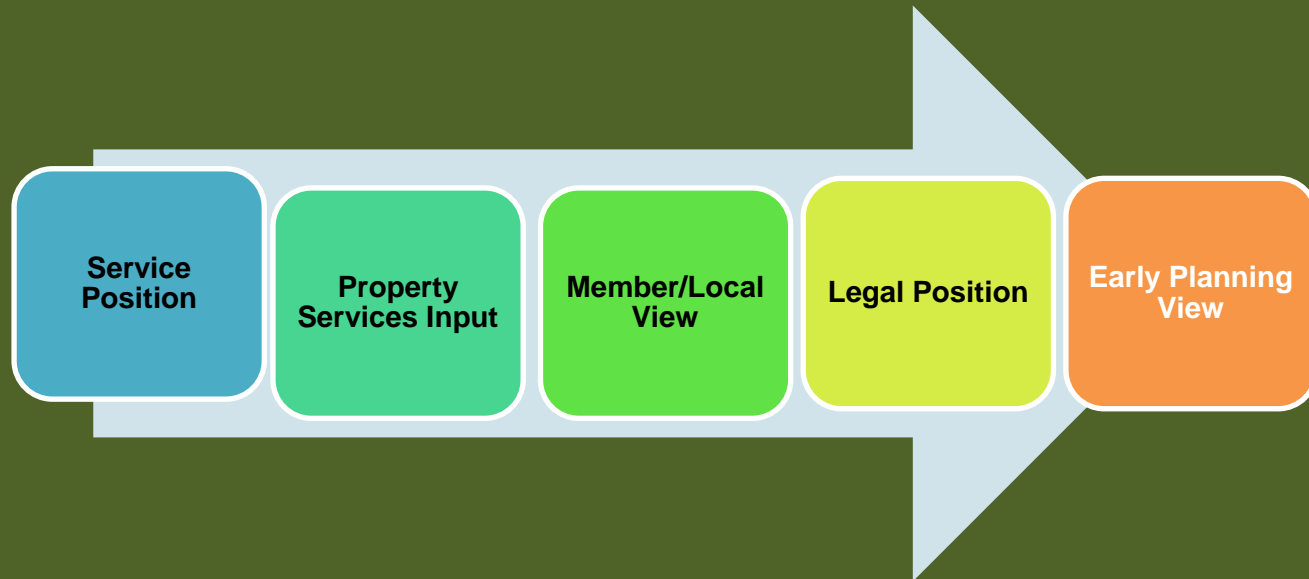 Service
Position
Property
Services Input
Member/Local
View
Legal Position
Early Planning
View